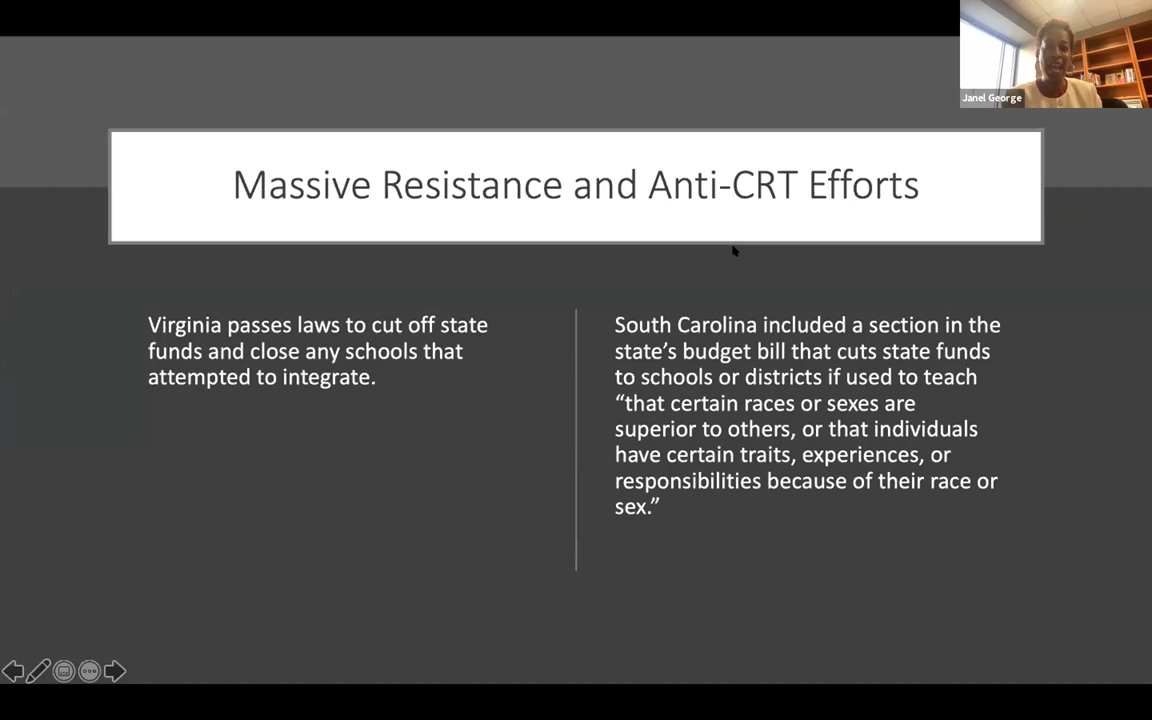 Janel George
Massive Resistance and Anti-CRT Efforts
Virginia passes laws to cut off state
funds and close any schools that
attempted to integrate.
South Carolina included a section in the
state’s budget bill that cuts state funds
to schools or districts if used to teach
“that certain races or sexes are
superior to others, or that individuals
have certain traits, experiences, or
responsibilities because of their race or
sex.”